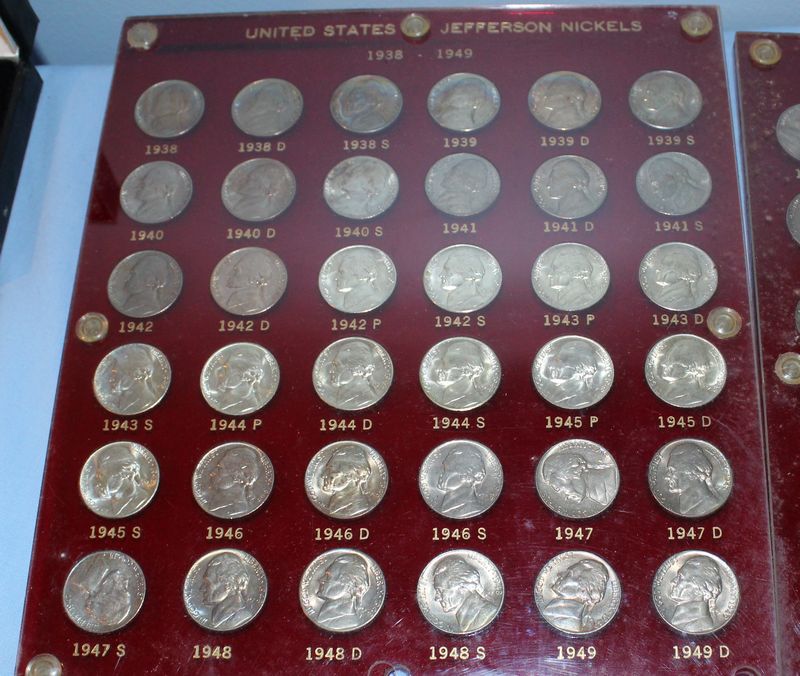 UNITED STATES JEFFERSON NICKELS
1938 - 1949
1938 1938 D 1938 S 1939 1939 D 1939 S
1940 1940 D 1940 S 1941 1941 D 1941 S
1942 1942 D 1942 P 1942 S 1943 P 1943 D
1943 S 1944 P 1944 D 1944 S 1945 P 1945 D
1945 S 1946 1946 D 1946 S 1947 1947 D
1947 S 1948 1948 D 1948 S 1949 1949 D